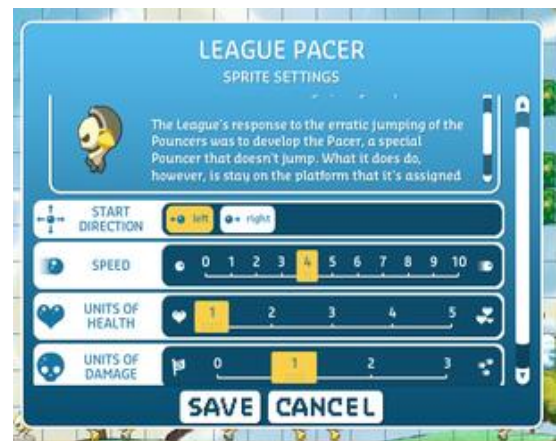 LEAGUE PACER
SPRITE SETTINGS
The League's response to the erratic jumping of the
Pouncers was to develop the Pacer, a special
Pouncer that doesn't jump. What it does do,
however, is stay on the platform that it's assigned
START
DIRECTION
left right
SPEED
0 1 2 3 4 5 6 7 8 9 10
UNITS OF
HEALTH
1 2 3 4 5
UNITS OF
DAMAGE
0 1 2 3
SAVE CANCEL